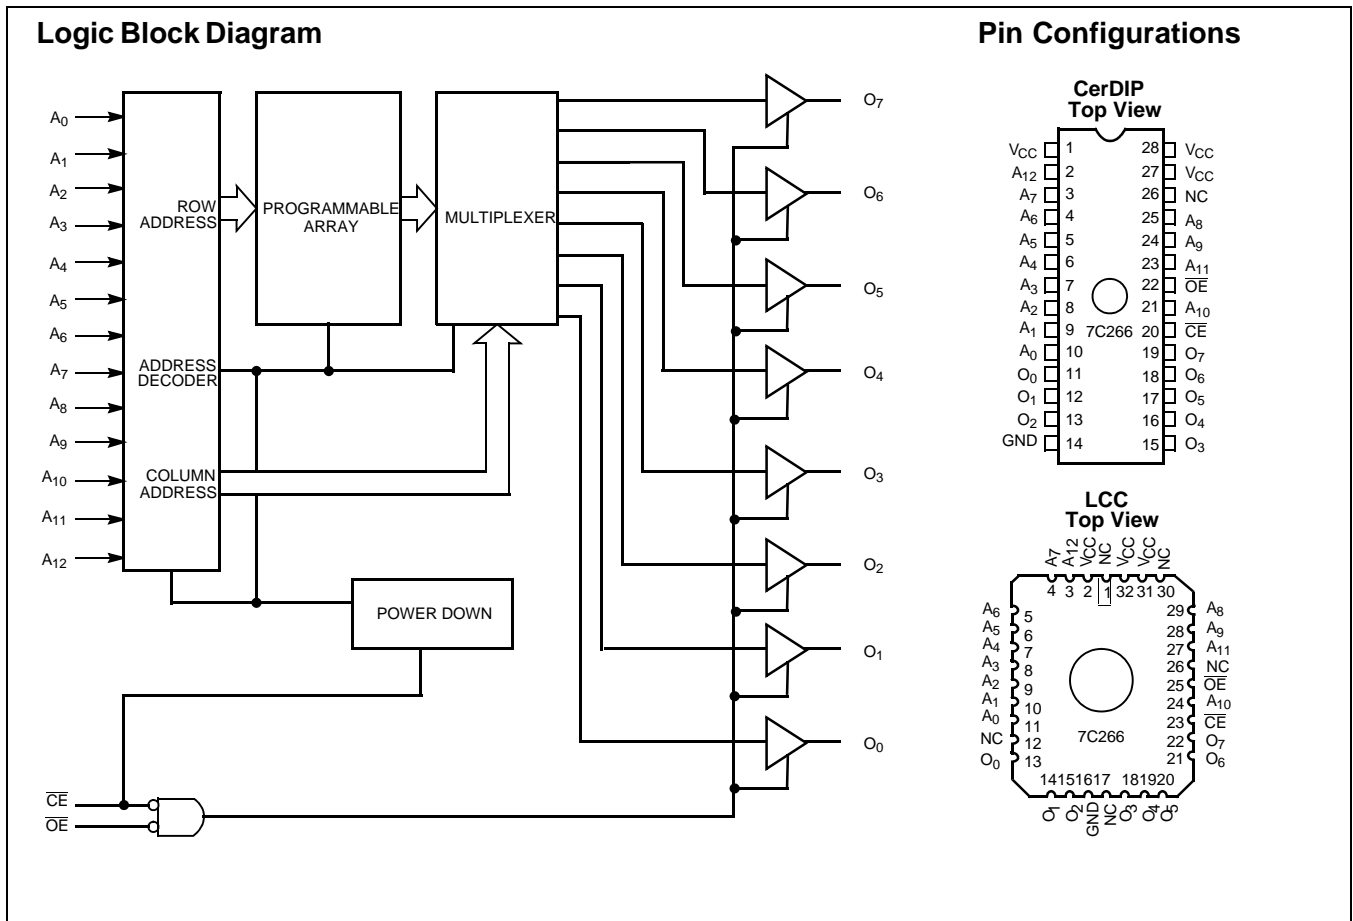 Logic Block Diagram
A0
A1
A2
A3
A4
A5
A6
A7
A8
A9
A10
A11
A12
ROW
ADDRESS
ADDRESS
DECODER
COLUMN
ADDRESS
PROGRAMMABLE
ARRAY
MULTIPLEXER
POWER DOWN
C̅E̅
O̅E̅
O7
O6
O5
O4
O3
O2
O1
O0
Pin Configurations
CerDIP
Top View
VCC 1 28 VCC
A12 2 27 VCC
A7 3 26 NC
A6 4 25 A8
A5 5 24 A9
A4 6 23 A11
A3 7 22 O̅E̅
A2 8 21 A10
A1 9 7C266 20 C̅E̅
A0 10 19 O7
O0 11 18 O6
O1 12 17 O5
O2 13 16 O4
GND 14 15 O3
LCC
Top View
A7 A12 VCC NC VCC VCC NC
4 3 2 1 32 31 30
A6 5 29 A8
A5 6 28 A9
A4 7 27 A11
A3 8 26 NC
A2 9 25 O̅E̅
A1 10 24 A10
A0 11 23 C̅E̅
NC 12 7C266 22 O7
O0 13 21 O6
14 15 16 17 18 19 20
O1 O2 GND NC O3 O4 O5